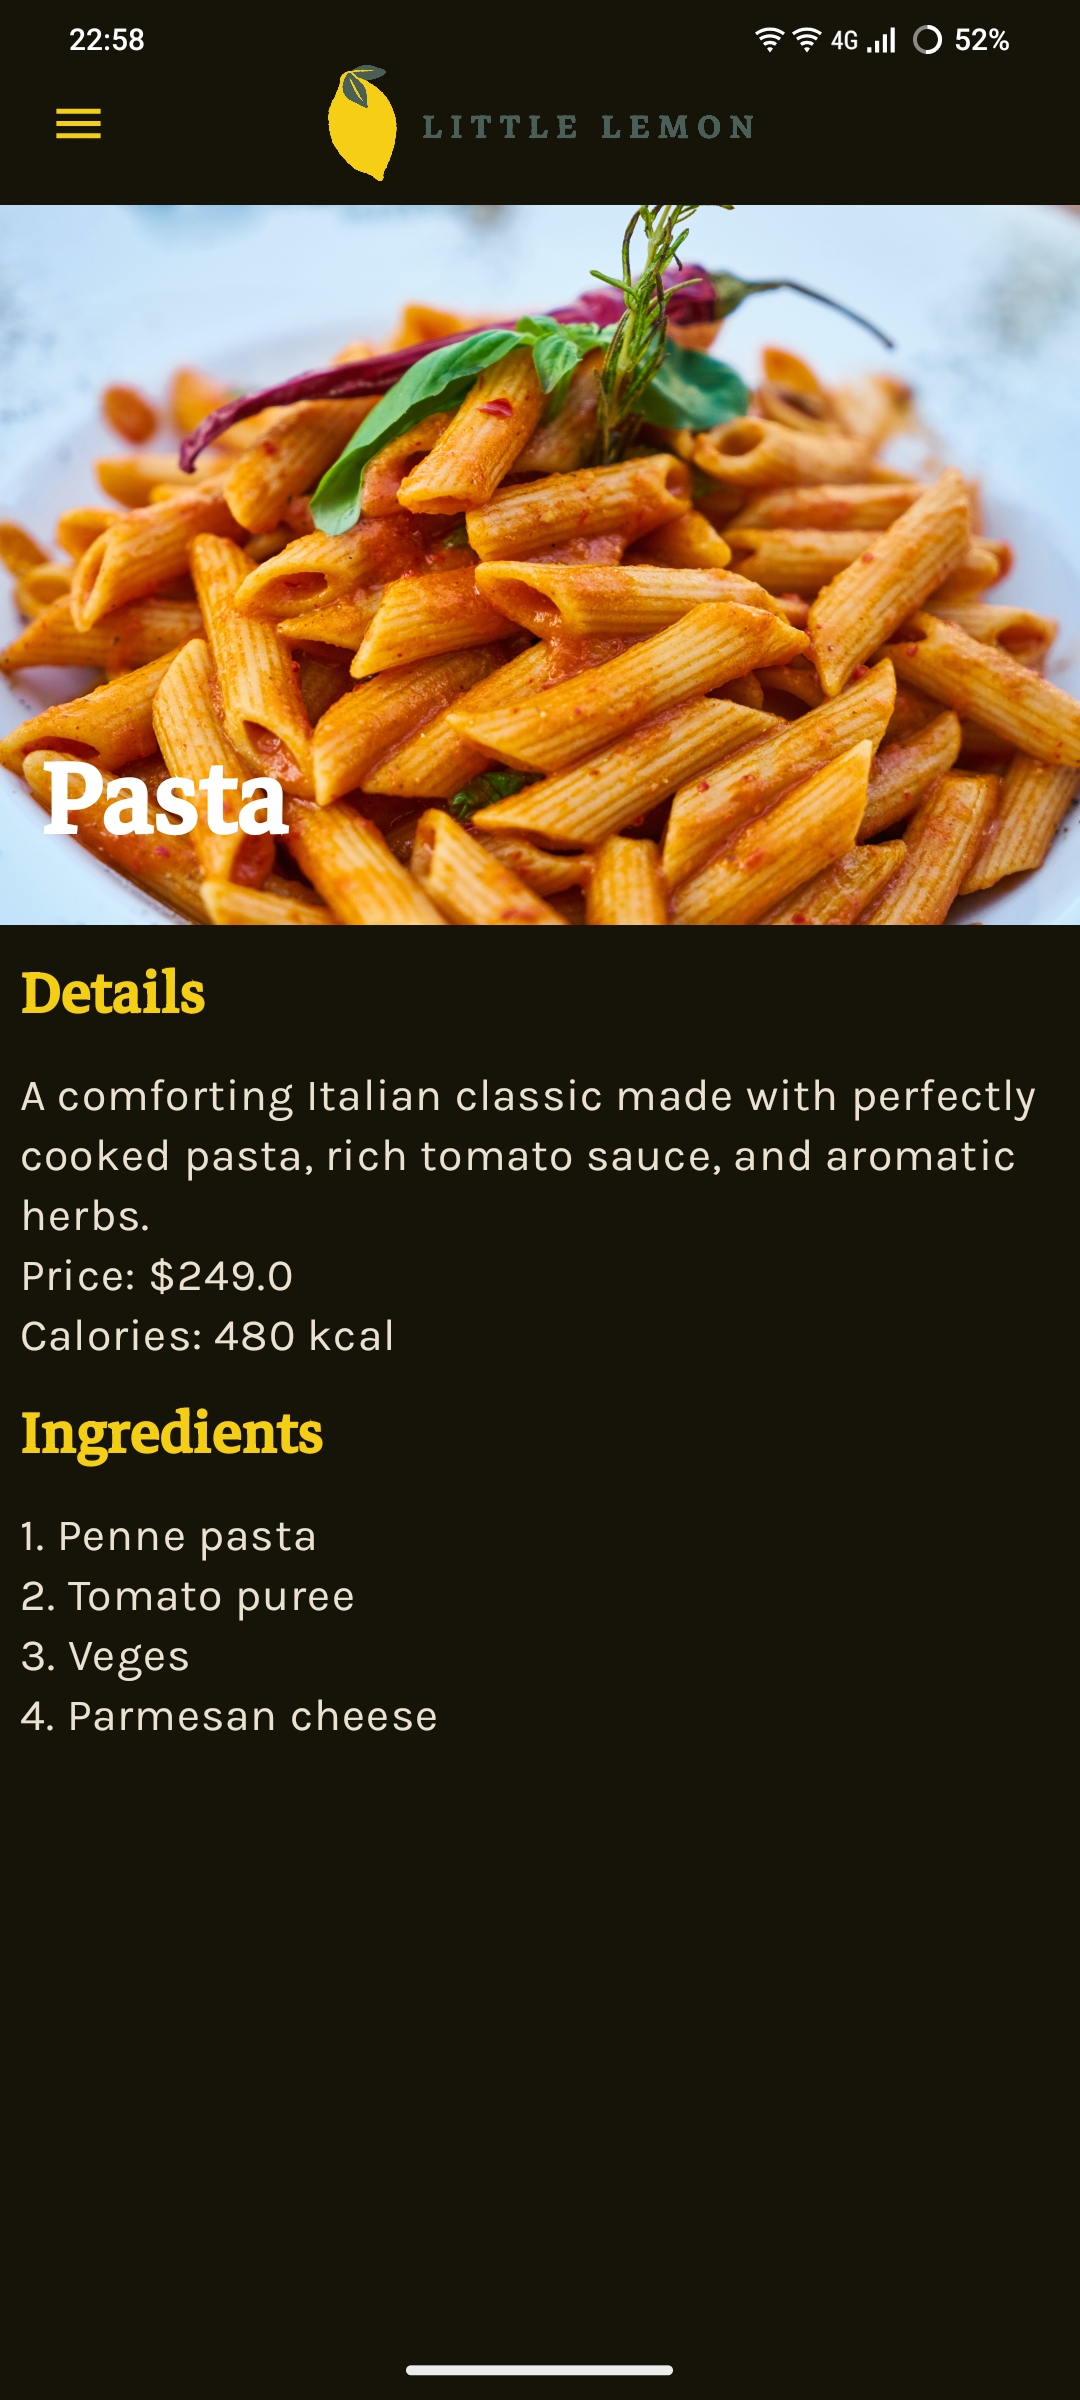 22:58 4G 52%
LITTLE LEMON
Pasta
Details
A comforting Italian classic made with perfectly
cooked pasta, rich tomato sauce, and aromatic
herbs.
Price: $249.0
Calories: 480 kcal
Ingredients
1. Penne pasta
2. Tomato puree
3. Veges
4. Parmesan cheese